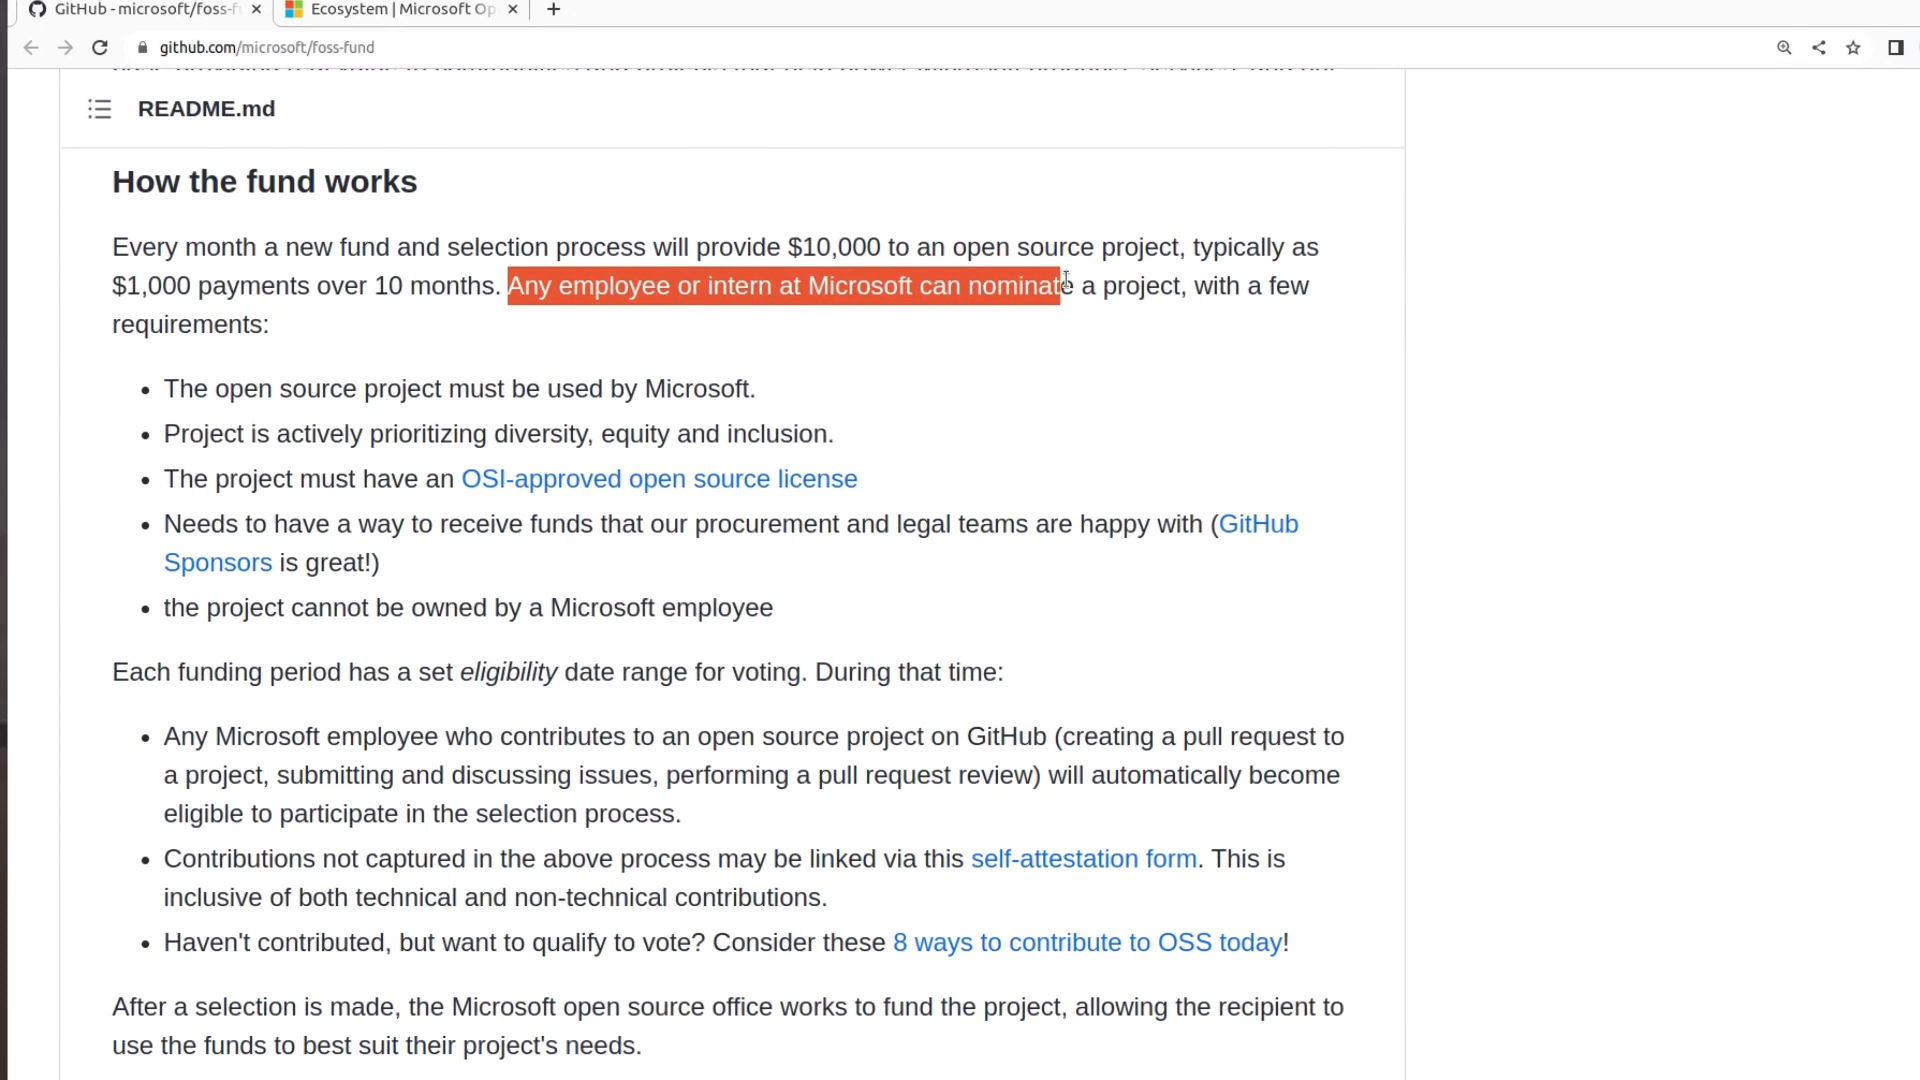 GitHub - microsoft/foss-f
Ecosystem | Microsoft Op
github.com/microsoft/foss-fund
README.md
How the fund works
Every month a new fund and selection process will provide $10,000 to an open source project, typically as
$1,000 payments over 10 months. Any employee or intern at Microsoft can nominate a project, with a few
requirements:
• The open source project must be used by Microsoft.
• Project is actively prioritizing diversity, equity and inclusion.
• The project must have an OSI-approved open source license
• Needs to have a way to receive funds that our procurement and legal teams are happy with (GitHub
Sponsors is great!)
• the project cannot be owned by a Microsoft employee
Each funding period has a set eligibility date range for voting. During that time:
• Any Microsoft employee who contributes to an open source project on GitHub (creating a pull request to
a project, submitting and discussing issues, performing a pull request review) will automatically become
eligible to participate in the selection process.
• Contributions not captured in the above process may be linked via this self-attestation form. This is
inclusive of both technical and non-technical contributions.
• Haven't contributed, but want to qualify to vote? Consider these 8 ways to contribute to OSS today!
After a selection is made, the Microsoft open source office works to fund the project, allowing the recipient to
use the funds to best suit their project's needs.